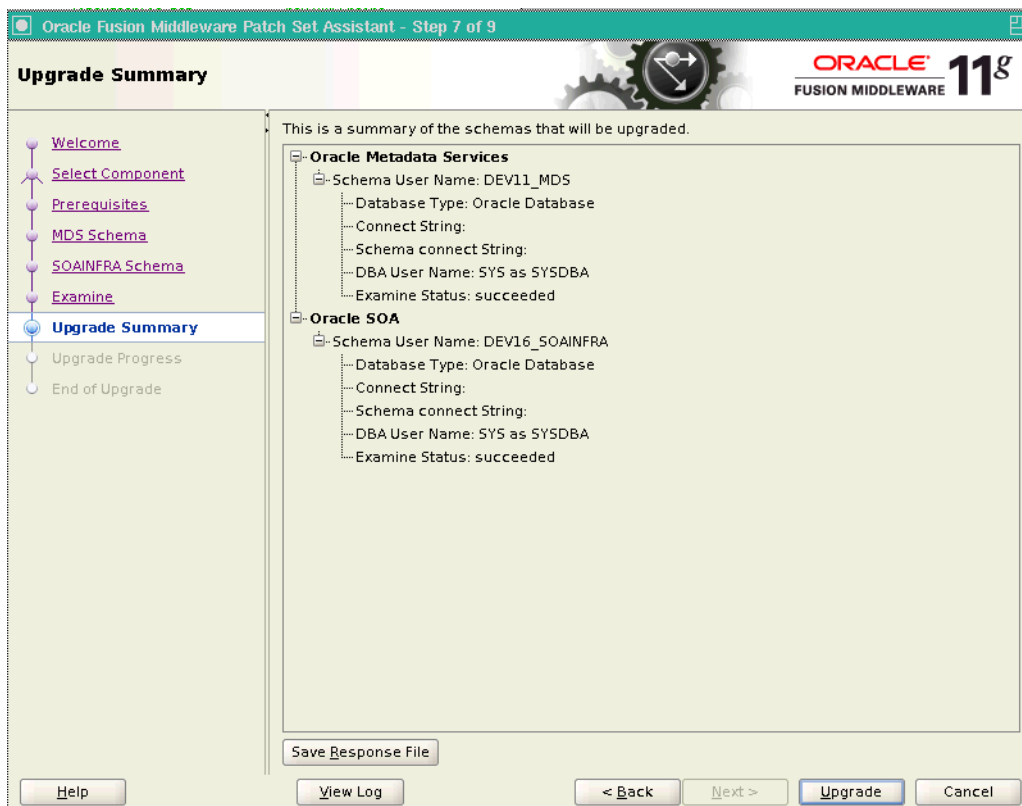 Oracle Fusion Middleware Patch Set Assistant - Step 7 of 9
Upgrade Summary
ORACLE 11g
FUSION MIDDLEWARE
Welcome
Select Component
Prerequisites
MDS Schema
SOAINFRA Schema
Examine
Upgrade Summary
Upgrade Progress
End of Upgrade
This is a summary of the schemas that will be upgraded.
Oracle Metadata Services
Schema User Name: DEV11_MDS
Database Type: Oracle Database
Connect String:
Schema connect String:
DBA User Name: SYS as SYSDBA
Examine Status: succeeded
Oracle SOA
Schema User Name: DEV16_SOAINFRA
Database Type: Oracle Database
Connect String:
Schema connect String:
DBA User Name: SYS as SYSDBA
Examine Status: succeeded
Save Response File
Help
View Log
< Back
Next >
Upgrade
Cancel